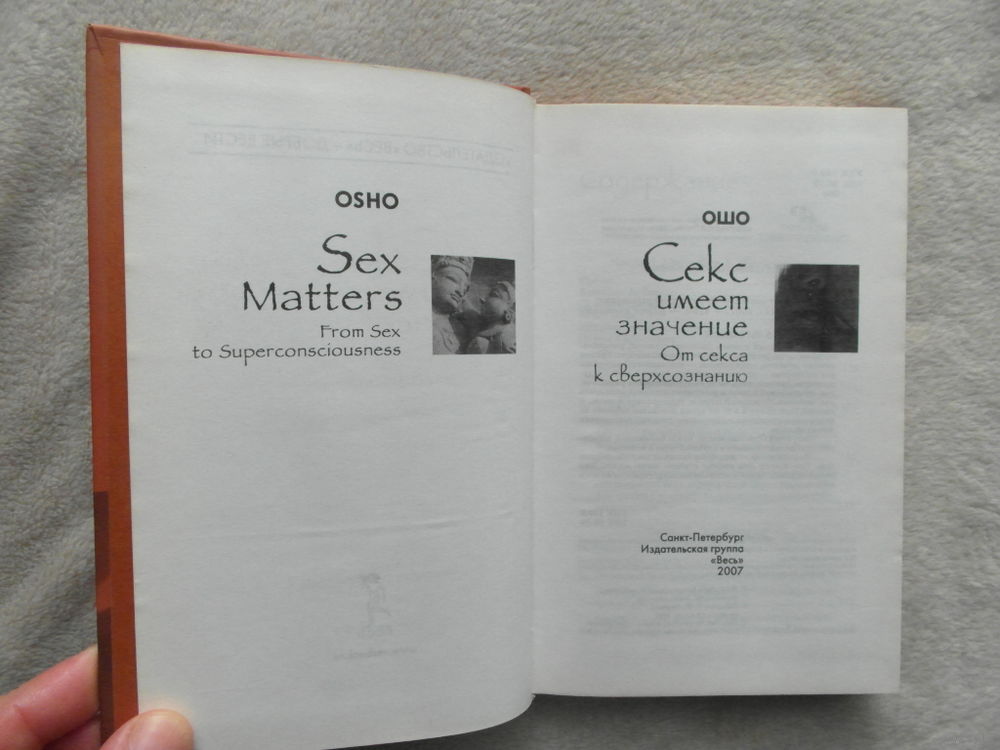 OSHO
Sex
Matters
From Sex
to Superconsciousness
ОШО
Секс
имеет
значение
От секса
к сверхсознанию
Санкт-Петербург
Издательская группа
«Весь»
2007